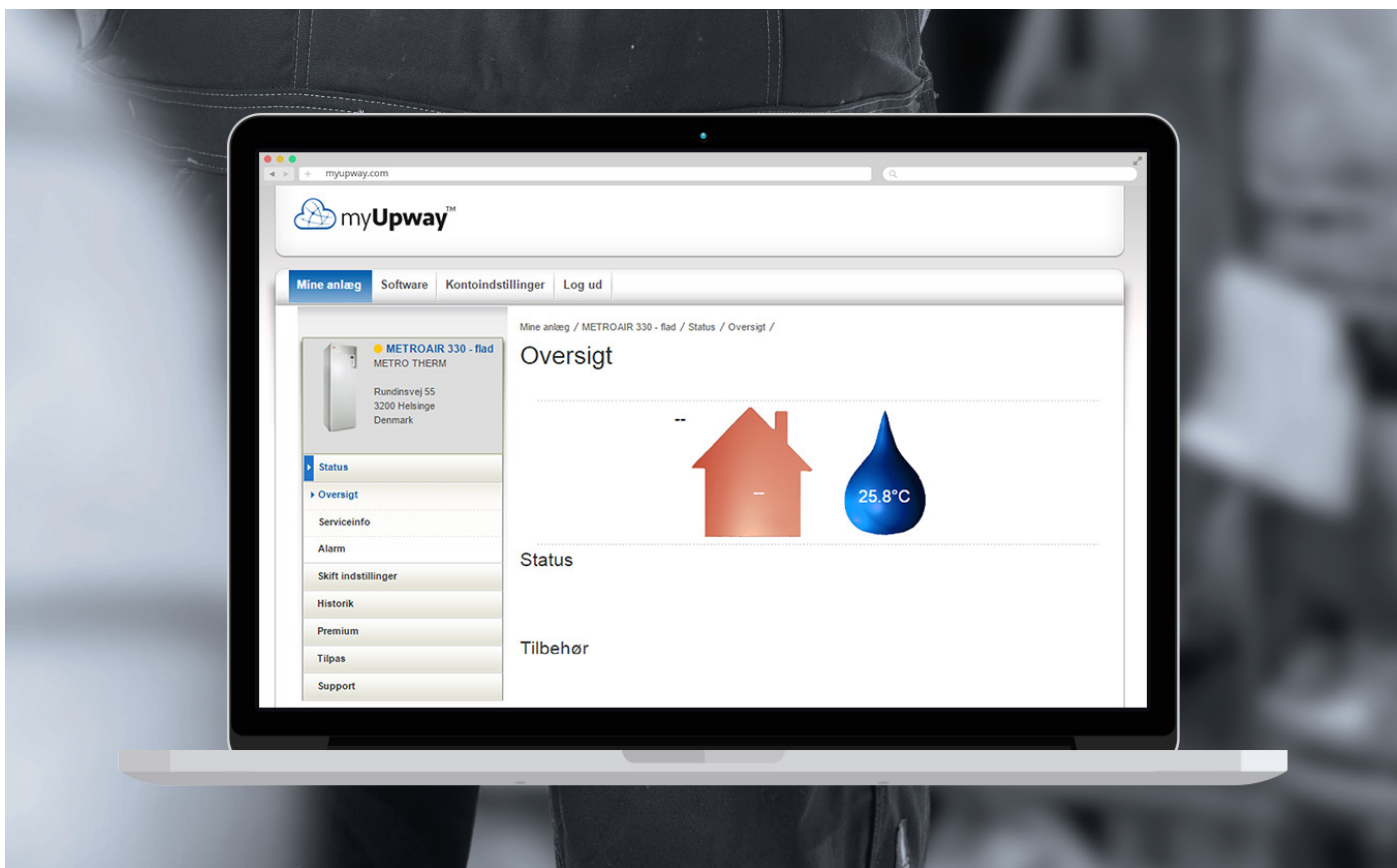 myupway.com
myUpway™
Mine anlæg Software Kontoindstillinger Log ud
Mine anlæg / METROAIR 330 - flad / Status / Oversigt /
METROAIR 330 - flad
METRO THERM
Rundinsvej 55
3200 Helsinge
Denmark
Status
Oversigt
Serviceinfo
Alarm
Skift indstillinger
Historik
Premium
Tilpas
Support
Oversigt
--
--
25.8°C
Status
Tilbehør